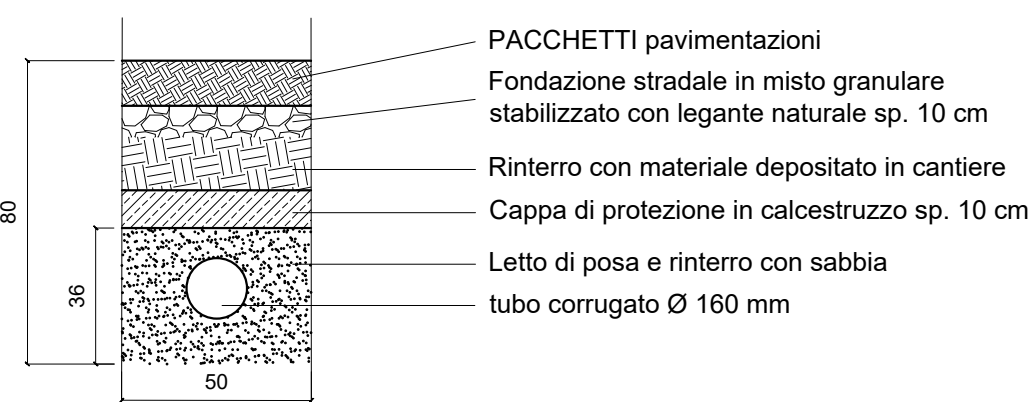 PACCHETTI pavimentazioni
Fondazione stradale in misto granulare
stabilizzato con legante naturale sp. 10 cm
Rinterro con materiale depositato in cantiere
Cappa di protezione in calcestruzzo sp. 10 cm
Letto di posa e rinterro con sabbia
tubo corrugato Ø 160 mm
80
36
50